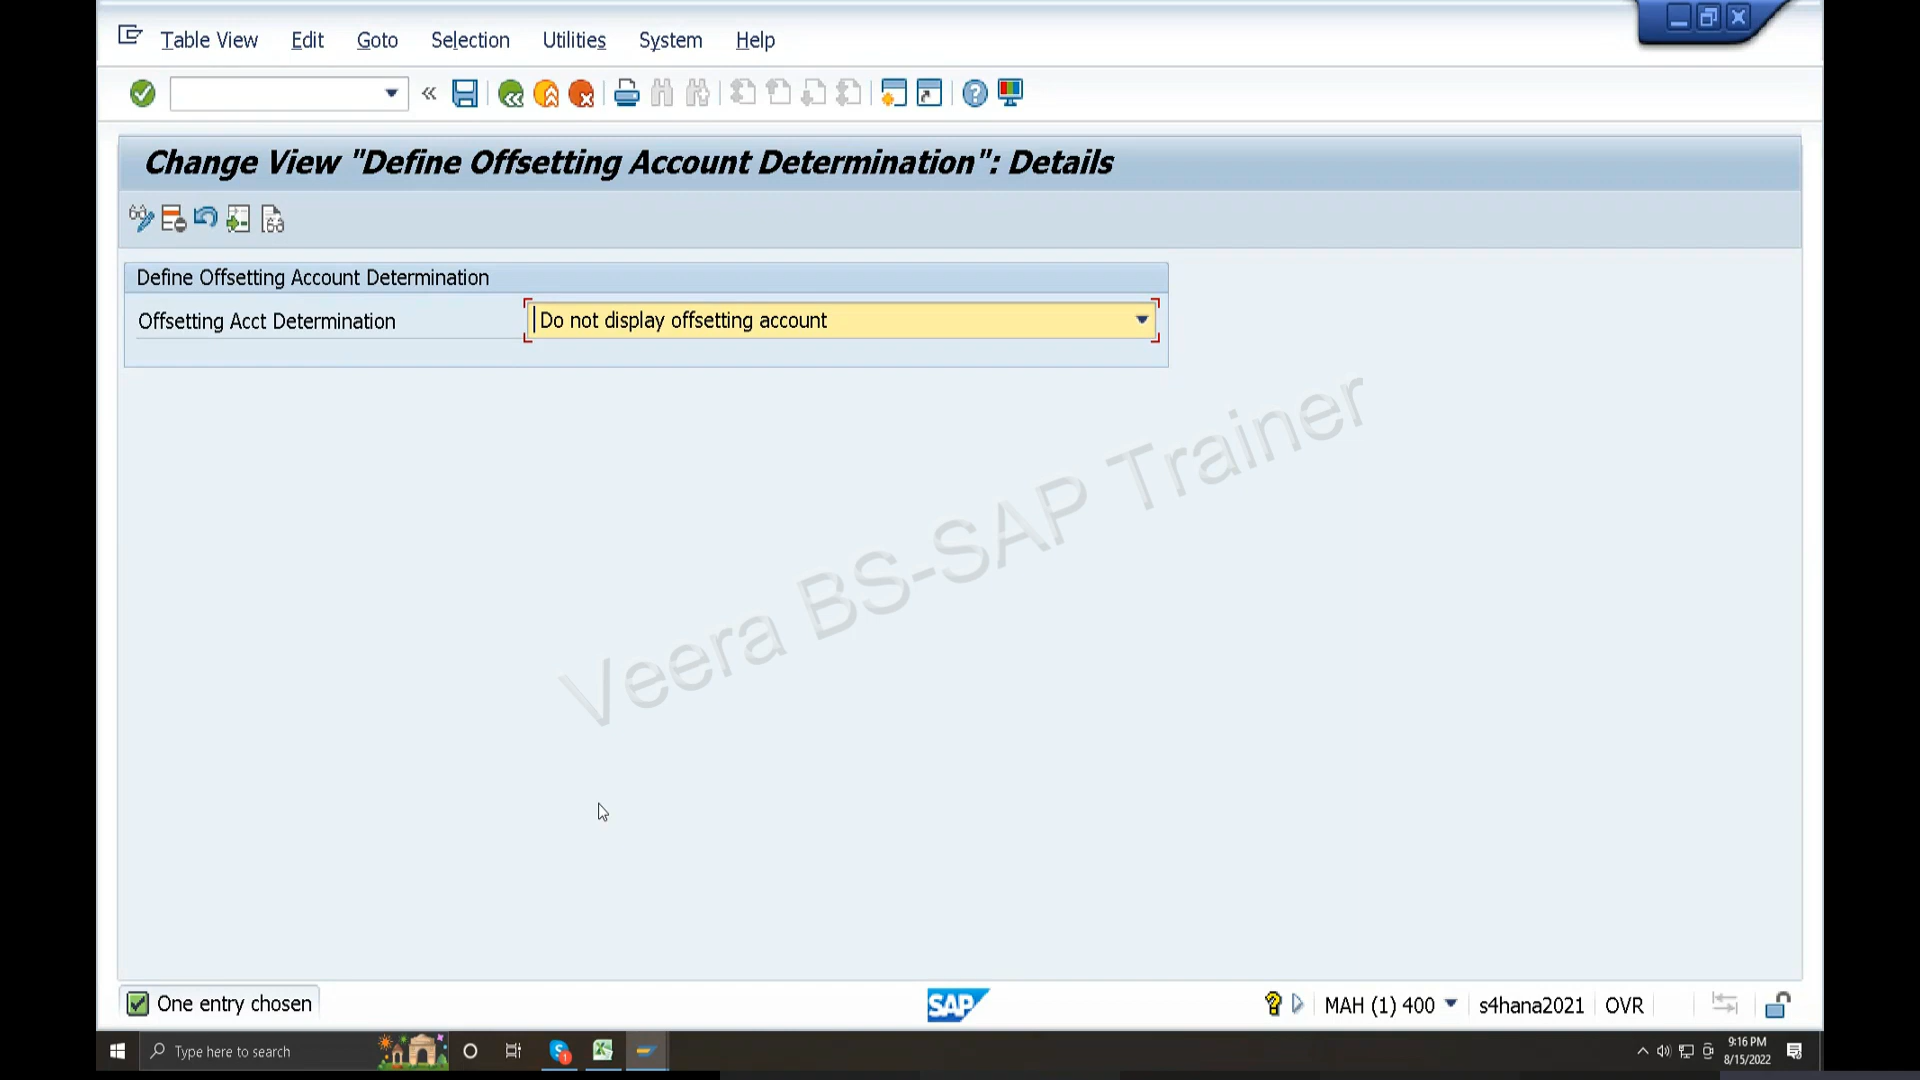 Table View Edit Goto Selection Utilities System Help
Change View "Define Offsetting Account Determination": Details
Define Offsetting Account Determination
Offsetting Acct Determination Do not display offsetting account
Veera BS-SAP Trainer
One entry chosen
SAP
MAH (1) 400 s4hana2021 OVR
Type here to search
9:16 PM
8/15/2022